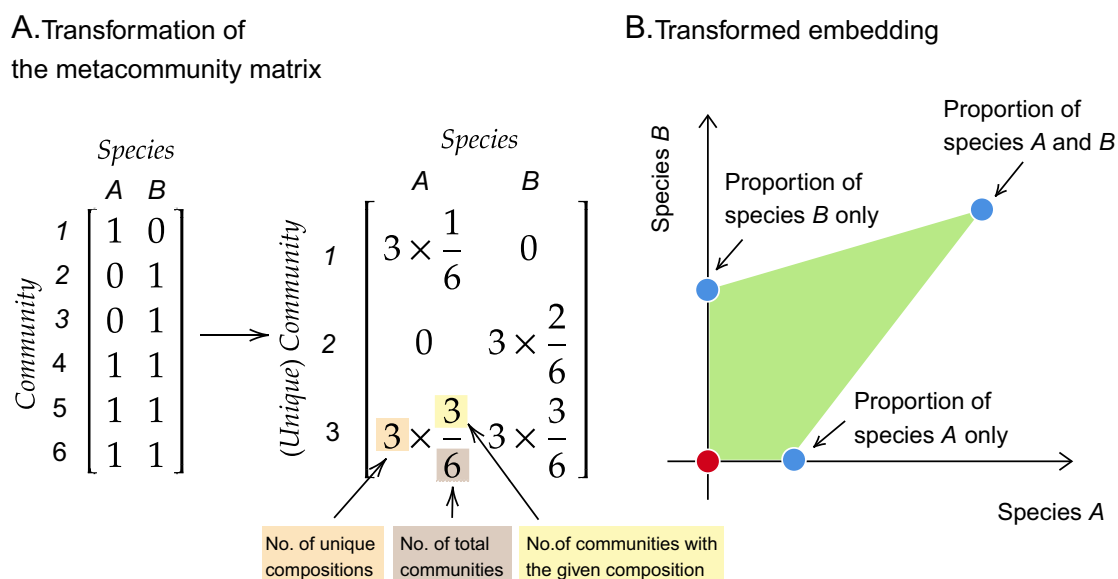 A.Transformation of
the metacommunity matrix
Species
A B
1 1 0
2 0 1
3 0 1
4 1 1
5 1 1
6 1 1
Community
Species
A B
(Unique) Community
1 3 × 1/6 0
2 0 3 × 2/6
3 3 × 3/6 3 × 3/6
No. of unique
compositions
No. of total
communities
No.of communities with
the given composition
B.Transformed embedding
Species B
Proportion of
species B only
Proportion of
species A and B
Proportion of
species A only
Species A